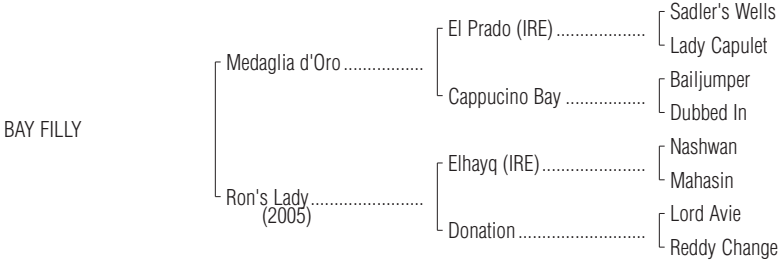 Sadler's Wells
El Prado (IRE)....................
Lady Capulet
Medaglia d'Oro.................
Bailjumper
Cappucino Bay .................
Dubbed In
BAY FILLY
Nashwan
Elhayq (IRE).......................
Mahasin
Ron's Lady........................
(2005)
Lord Avie
Donation............................
Reddy Change